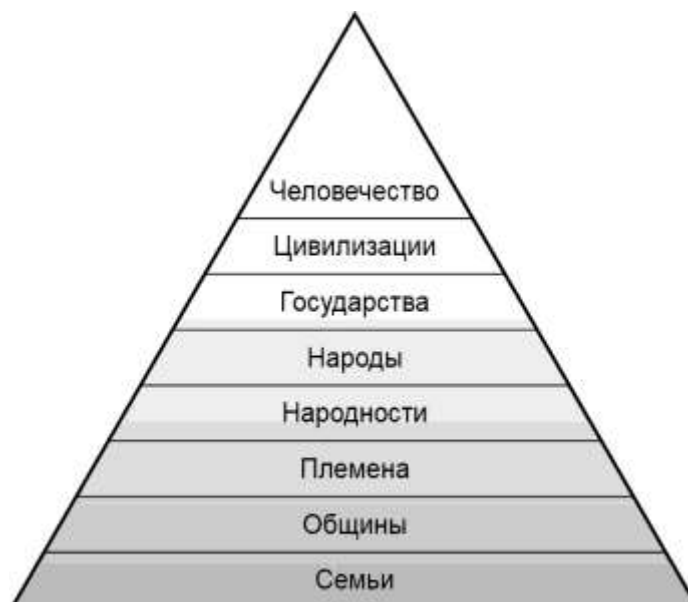 Человечество
Цивилизации
Государства
Народы
Народности
Племена
Общины
Семьи